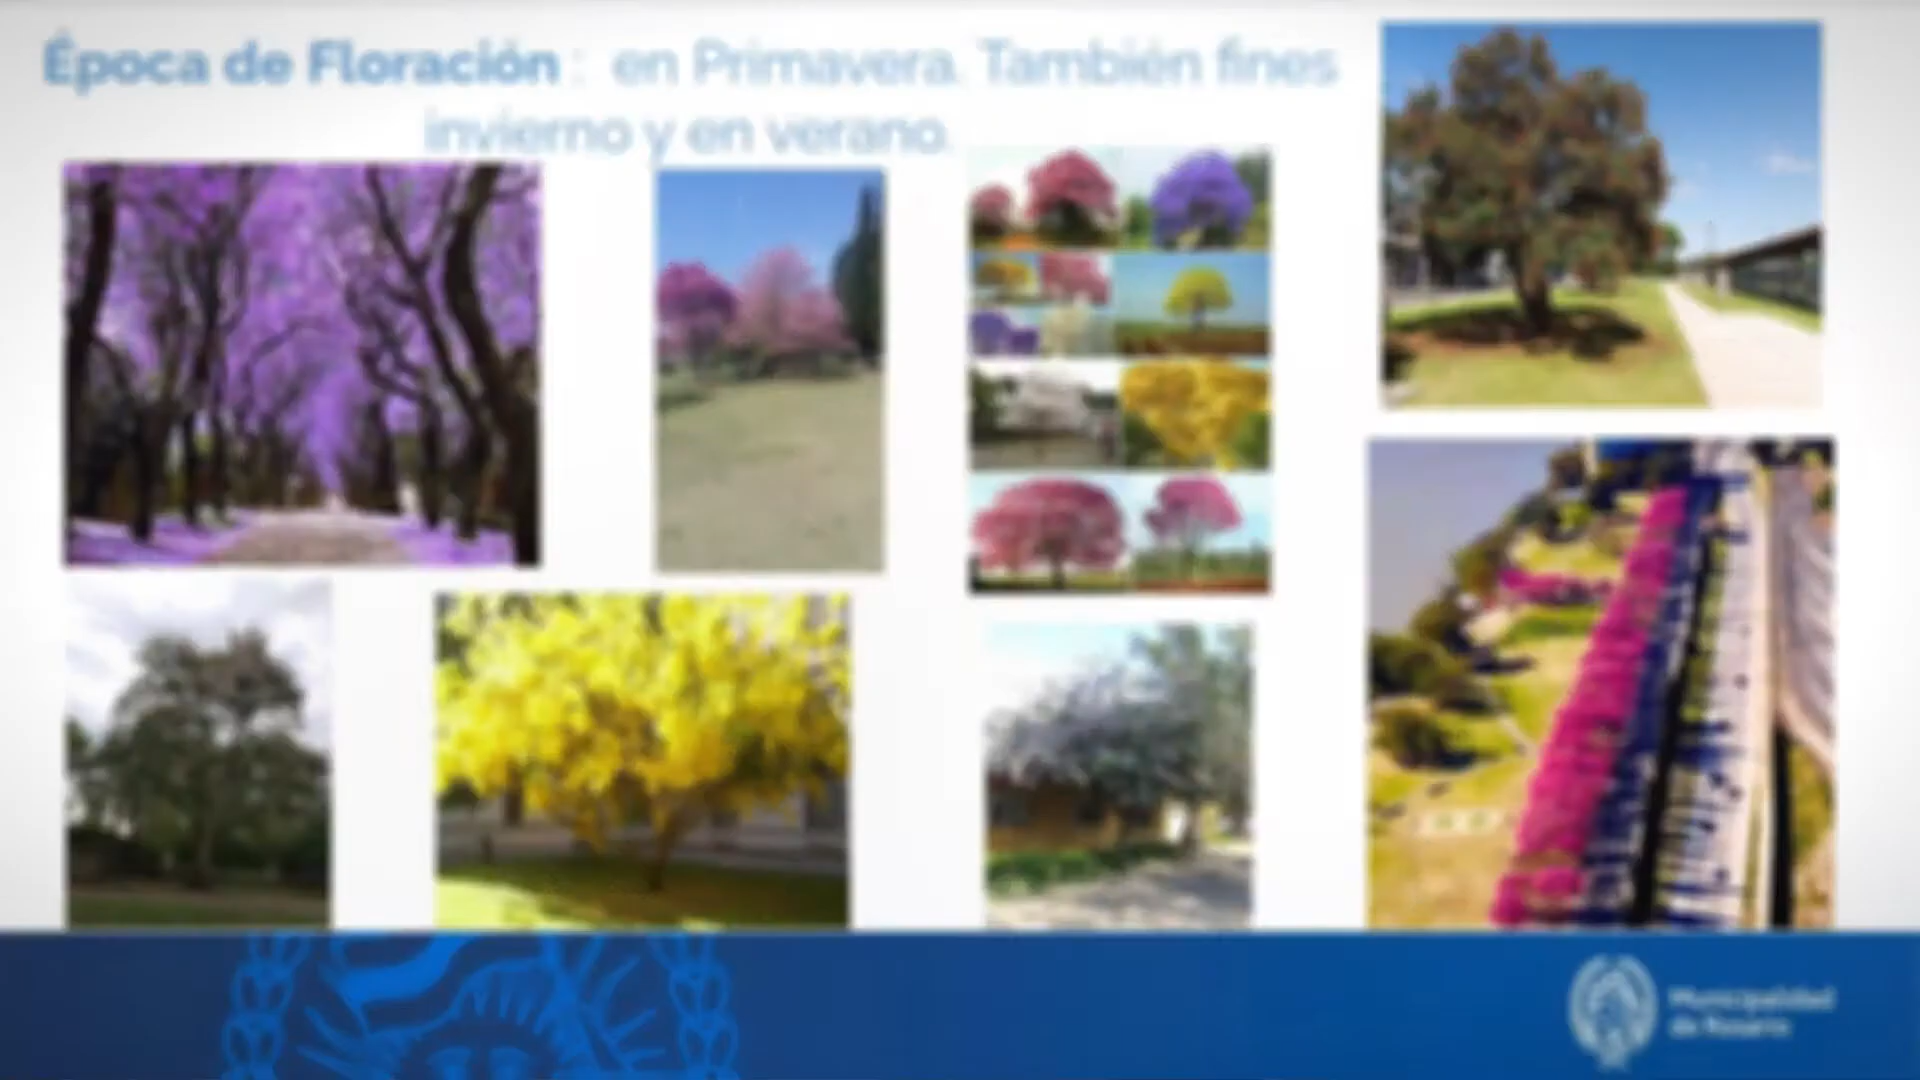 Época de Floración : en Primavera. También fines
invierno y en verano.
Municipalidad
de Rosario